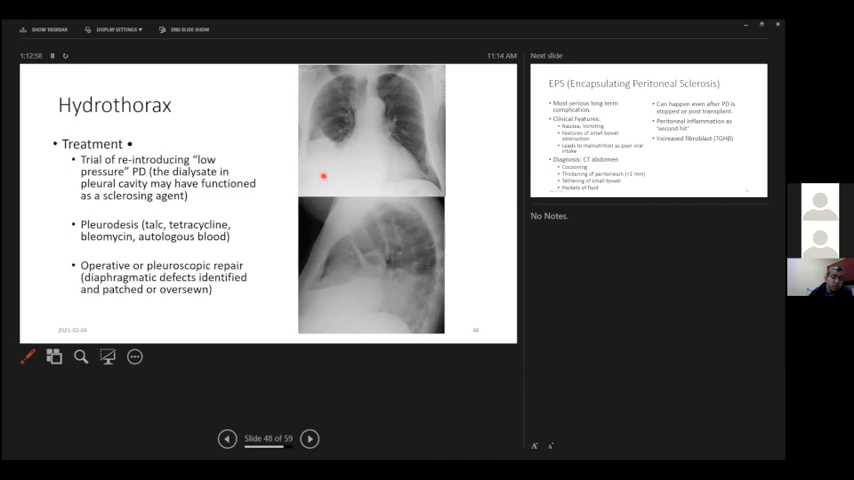 SHOW TASKBAR
DISPLAY SETTINGS ▾
END SLIDE SHOW
1:12:58
11:14 AM
Hydrothorax
• Treatment •
• Trial of re-introducing “low
pressure” PD (the dialysate in
pleural cavity may have functioned
as a sclerosing agent)
• Pleurodesis (talc, tetracycline,
bleomycin, autologous blood)
• Operative or pleuroscopic repair
(diaphragmatic defects identified
and patched or oversewn)
2021-02-04
48
Next slide
EPS (Encapsulating Peritoneal Sclerosis)
• Most serious long term
complication.
• Clinical Features:
• Nausea, Vomiting
• Features of small bowel
obstruction
• Leads to malnutrition as poor oral
intake
• Diagnosis: CT abdomen
• Cocooning
• Thickening of peritoneum (>2 mm)
• Tethering of small bowel
• Pockets of fluid
• Can happen even after PD is
stopped or post transplant.
• Peritoneal inflammation as
'second hit'
• Increased fibroblast (TGHβ)
No Notes.
Slide 48 of 59
A
A